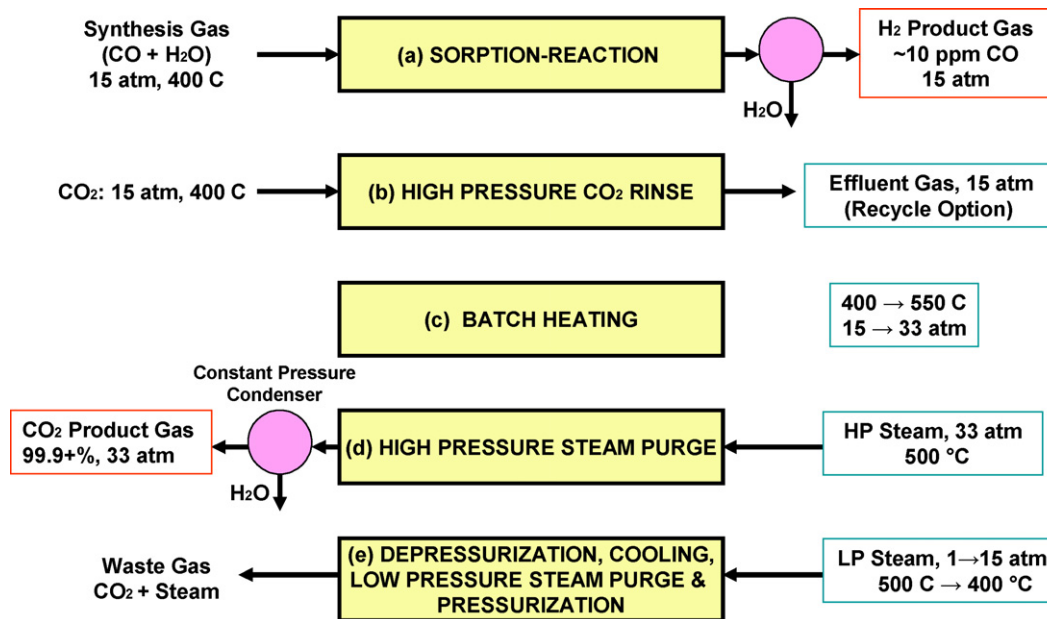 Synthesis Gas
(CO + H₂O)
15 atm, 400 C
(a) SORPTION-REACTION
H₂O
H₂ Product Gas
~10 ppm CO
15 atm
CO₂: 15 atm, 400 C
(b) HIGH PRESSURE CO₂ RINSE
Effluent Gas, 15 atm
(Recycle Option)
(c) BATCH HEATING
400 → 550 C
15 → 33 atm
Constant Pressure
Condenser
CO₂ Product Gas
99.9+%, 33 atm
H₂O
(d) HIGH PRESSURE STEAM PURGE
HP Steam, 33 atm
500 °C
Waste Gas
CO₂ + Steam
(e) DEPRESSURIZATION, COOLING,
LOW PRESSURE STEAM PURGE &
PRESSURIZATION
LP Steam, 1→15 atm
500 C → 400 °C